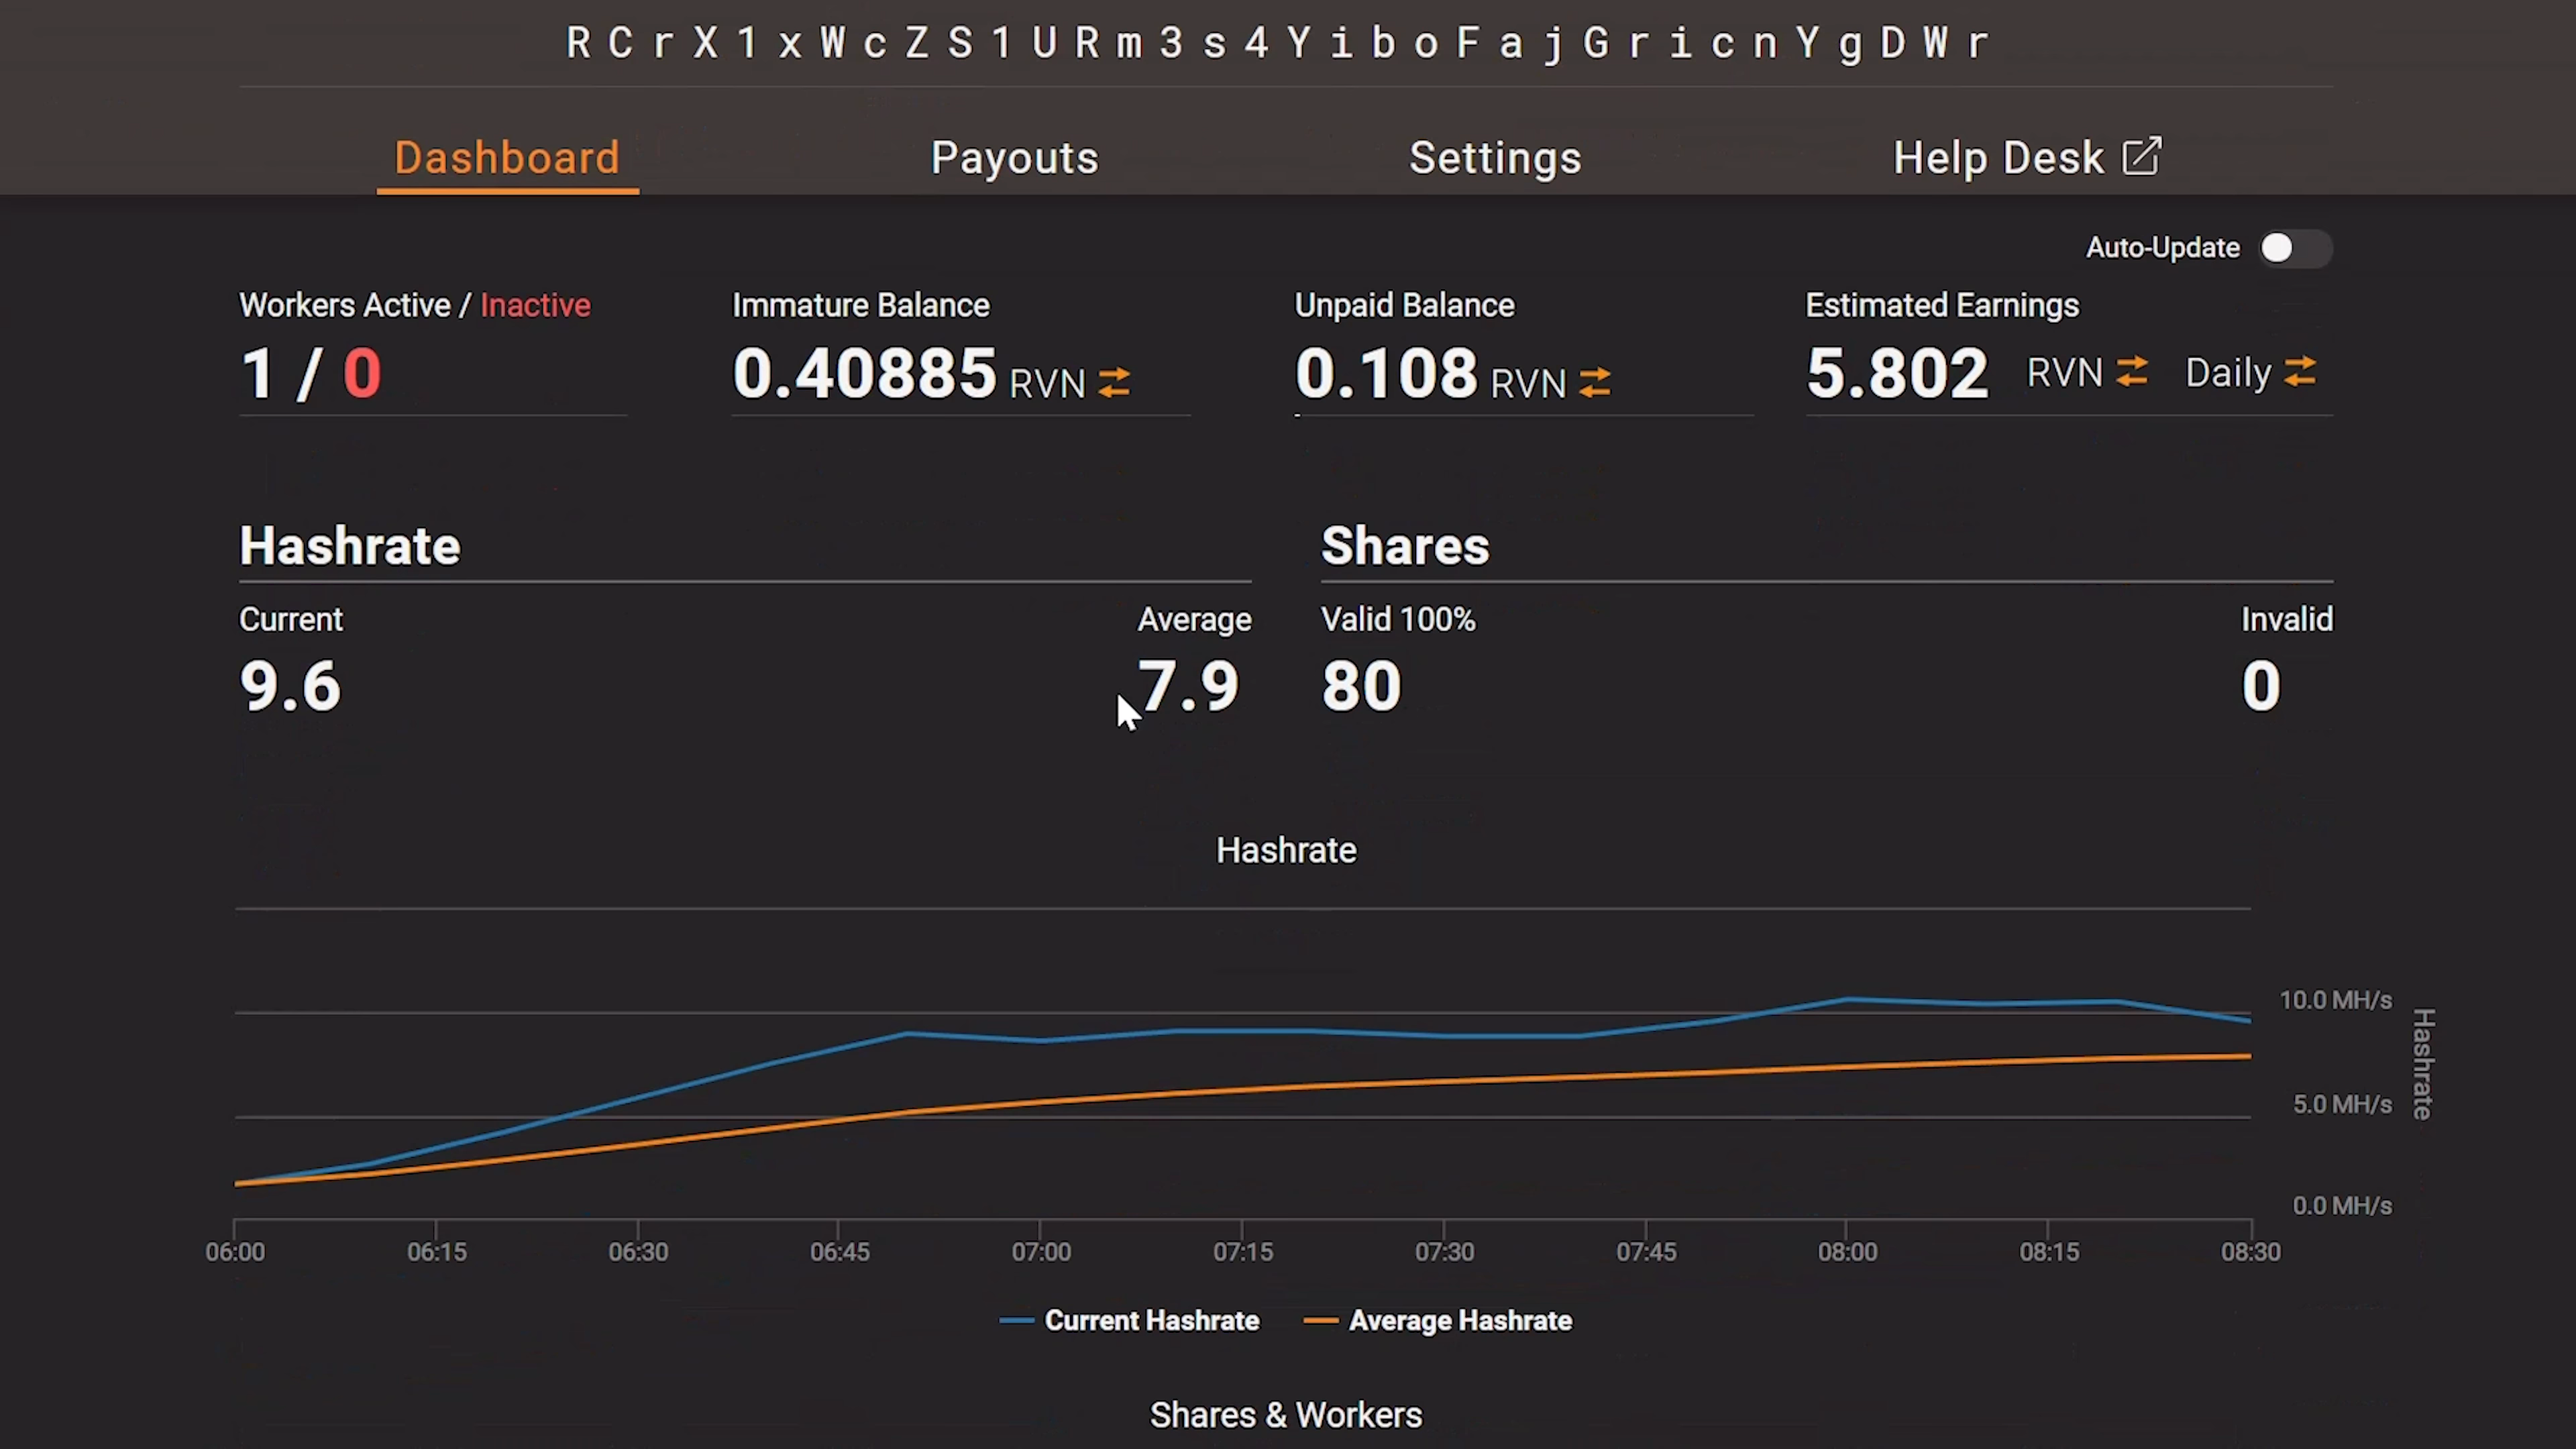 RCrX1xWcZS1URm3s4YiboFajGricnYgDWr
Dashboard Payouts Settings Help Desk
Auto-Update
Workers Active / Inactive Immature Balance Unpaid Balance Estimated Earnings
1 / 0 0.40885 RVN 0.108 RVN 5.802 RVN Daily
Hashrate Shares
Current Average Valid 100% Invalid
9.6 7.9 80 0
Hashrate
10.0 MH/s
5.0 MH/s
0.0 MH/s
Hashrate
06:00 06:15 06:30 06:45 07:00 07:15 07:30 07:45 08:00 08:15 08:30
Current Hashrate Average Hashrate
Shares & Workers